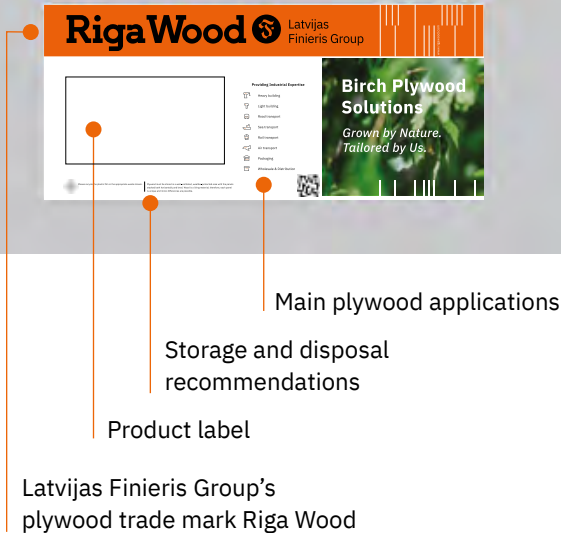 RigaWood
Latvijas
Finieris Group
Providing Industrial Expertise
Heavy building
Light building
Road transport
Sea transport
Rail transport
Air transport
Packaging
Wholesale & Distribution
Birch Plywood
Solutions
Grown by Nature.
Tailored by Us.
Main plywood applications
Storage and disposal
recommendations
Product label
Latvijas Finieris Group’s
plywood trade mark Riga Wood